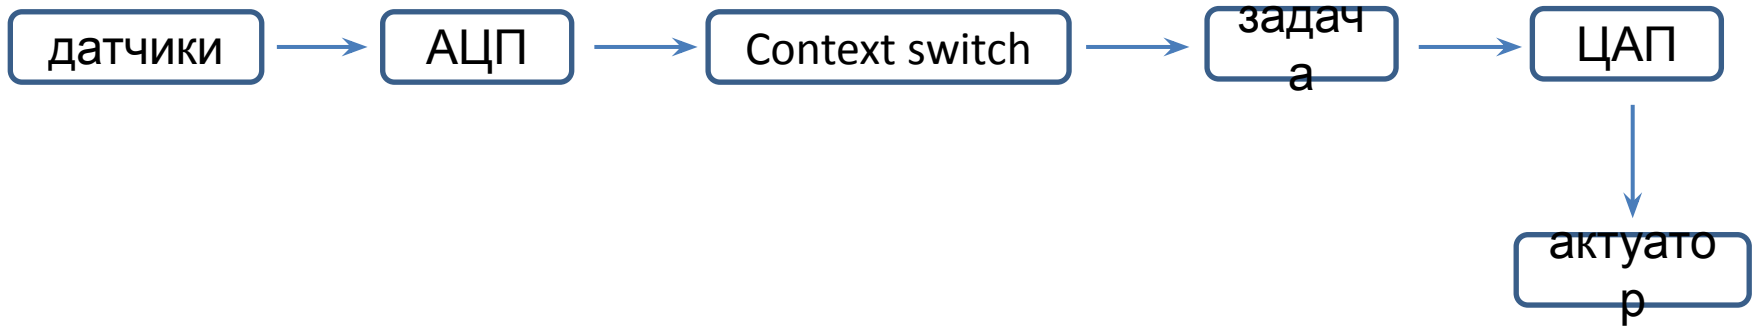 датчики
АЦП
Context switch
задач
а
ЦАП
актуато
р